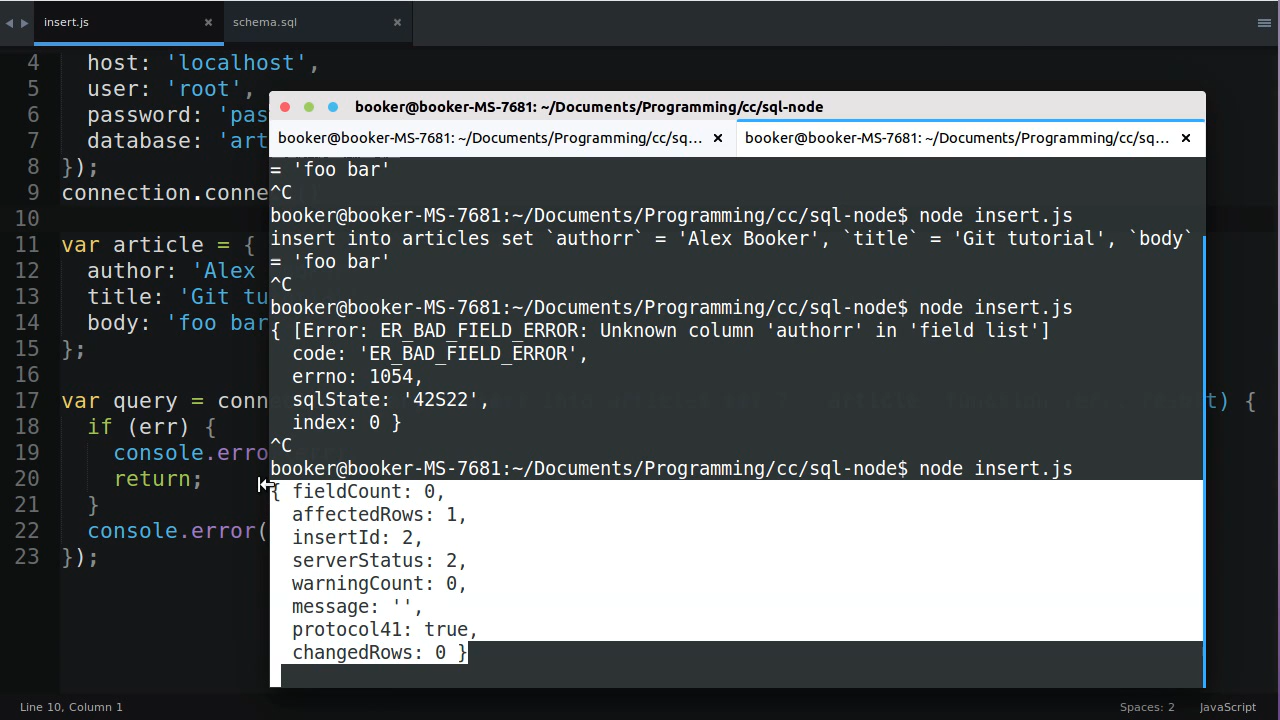 insert.js
schema.sql
4 host: 'localhost',
5 user: 'root',
6 password: 'pas
7 database: 'art
8 });
9 connection.conne
10
11 var article = {
12 author: 'Alex
13 title: 'Git tu
14 body: 'foo bar
15 };
16
17 var query = conn t) {
18 if (err) {
19 console.erro
20 return;
21 }
22 console.error(
23 });
booker@booker-MS-7681: ~/Documents/Programming/cc/sql-node
booker@booker-MS-7681: ~/Documents/Programming/cc/sq...
booker@booker-MS-7681: ~/Documents/Programming/cc/sq...
= 'foo bar'
^C
booker@booker-MS-7681:~/Documents/Programming/cc/sql-node$ node insert.js
insert into articles set `authorr` = 'Alex Booker', `title` = 'Git tutorial', `body`
= 'foo bar'
^C
booker@booker-MS-7681:~/Documents/Programming/cc/sql-node$ node insert.js
{ [Error: ER_BAD_FIELD_ERROR: Unknown column 'authorr' in 'field list']
code: 'ER_BAD_FIELD_ERROR',
errno: 1054,
sqlState: '42S22',
index: 0 }
^C
booker@booker-MS-7681:~/Documents/Programming/cc/sql-node$ node insert.js
{ fieldCount: 0,
affectedRows: 1,
insertId: 2,
serverStatus: 2,
warningCount: 0,
message: '',
protocol41: true,
changedRows: 0 }
Line 10, Column 1
Spaces: 2
JavaScript